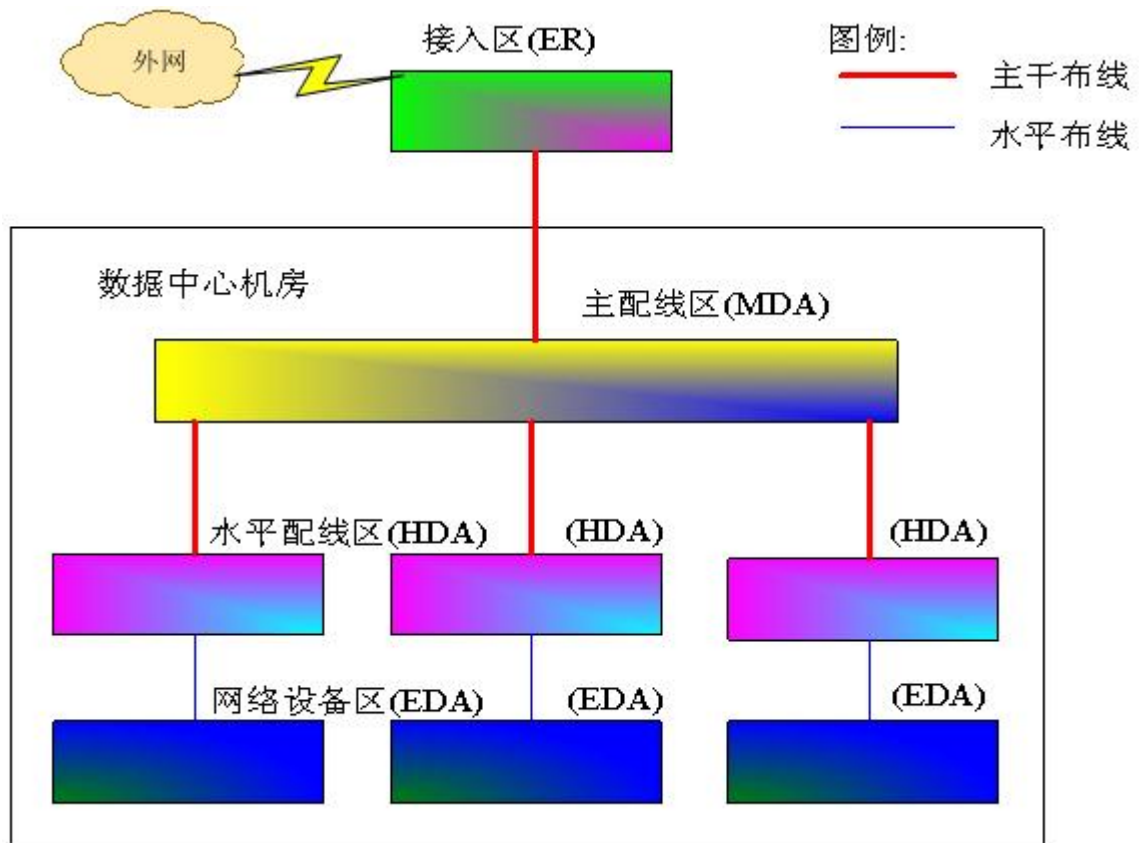 外网
接入区(ER)
图例:
主干布线
水平布线
数据中心机房
主配线区(MDA)
水平配线区(HDA)
(HDA)
(HDA)
网络设备区(EDA)
(EDA)
(EDA)